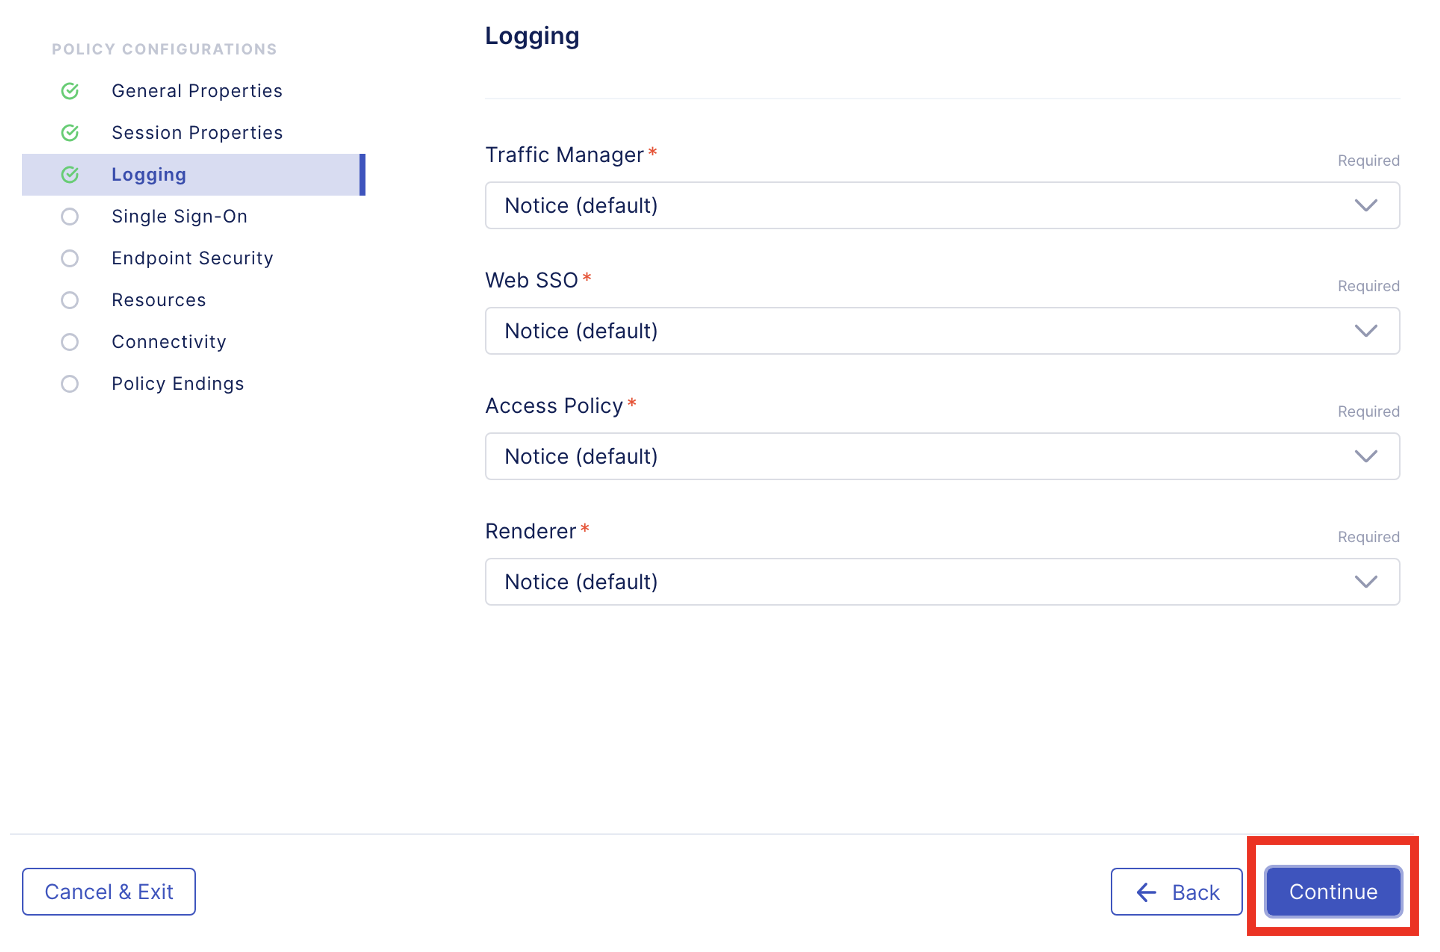 POLICY CONFIGURATIONS
General Properties
Session Properties
Logging
Single Sign-On
Endpoint Security
Resources
Connectivity
Policy Endings
Logging
Traffic Manager*
Required
Notice (default)
Web SSO*
Required
Notice (default)
Access Policy*
Required
Notice (default)
Renderer*
Required
Notice (default)
Cancel & Exit
Back
Continue